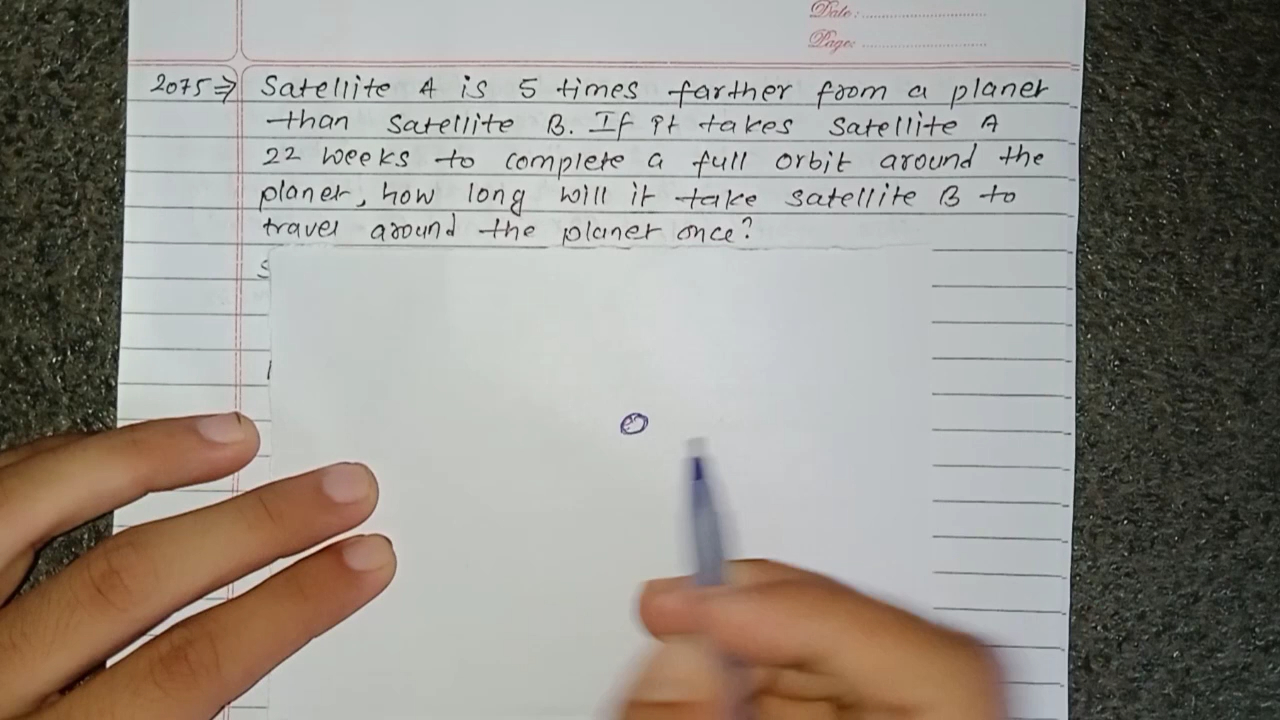 Date:
Page:
2075⇒ Satellite A is 5 times farther from a planet
than satellite B. If it takes satellite A
22 weeks to complete a full orbit around the
planet, how long will it take satellite B to
travel around the planet once?